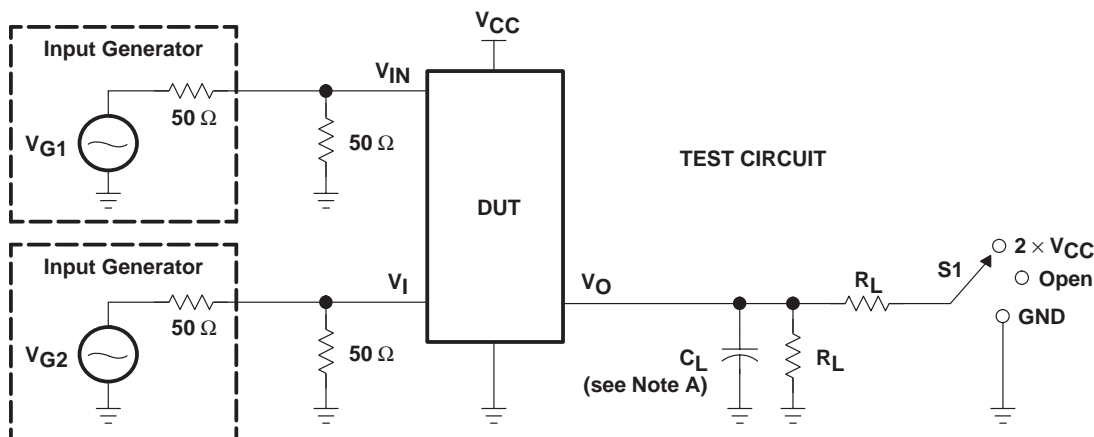 Input Generator
VG1
50 Ω
50 Ω
VIN
VCC
DUT
TEST CIRCUIT
Input Generator
VG2
50 Ω
50 Ω
VI
VO
CL
(see Note A)
RL
RL
S1
2 × VCC
Open
GND